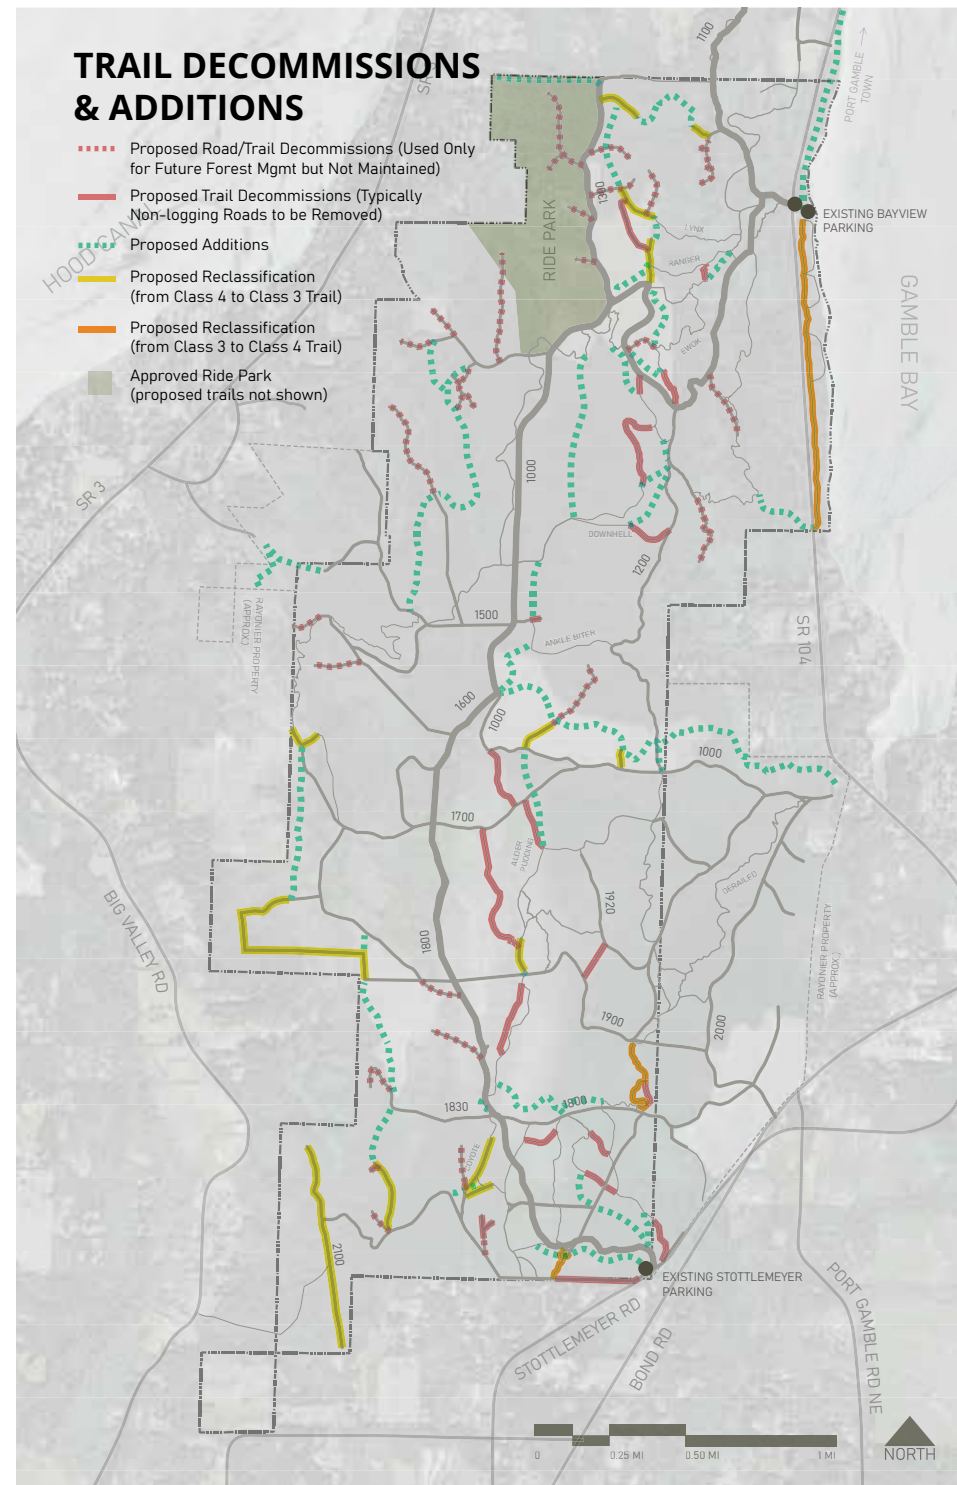 TRAIL DECOMMISSIONS
& ADDITIONS
Proposed Road/Trail Decommissions (Used Only
for Future Forest Mgmt but Not Maintained)
Proposed Trail Decommissions (Typically
Non-logging Roads to be Removed)
Proposed Additions
Proposed Reclassification
(from Class 4 to Class 3 Trail)
Proposed Reclassification
(from Class 3 to Class 4 Trail)
Approved Ride Park
(proposed trails not shown)
HOOD CANAL
SR 3
1100
PORT GAMBLE
TOWN
EXISTING BAYVIEW
PARKING
GAMBLE BAY
RIDE PARK
1300
LYNX
RANGER
EWOK
1000
DOWNHELL
1200
1500
ANKLE BITER
SR 104
RAYONIER PROPERTY
(APPROX.)
1600
1000
1000
1700
ALDER
PUDDING
DERAILED
1920
1800
BIG VALLEY RD
RAYONIER PROPERTY
(APPROX.)
1900
2000
1830
1800
COYOTE
2100
EXISTING STOTTLEMEYER
PARKING
STOTTLEMEYER RD
BOND RD
PORT GAMBLE RD NE
0
0.25 MI
0.50 MI
1 MI
NORTH